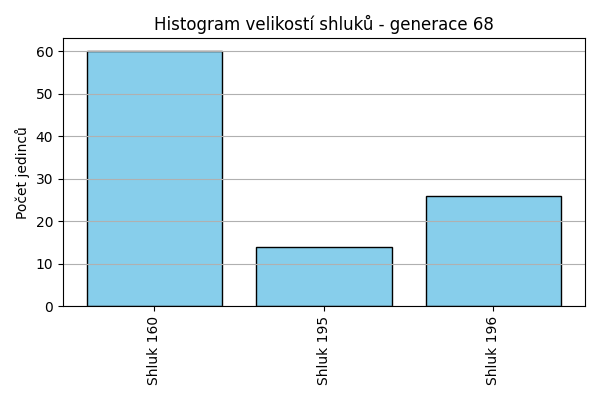 Histogram velikostí shluků - generace 68
Počet jedinců
60
50
40
30
20
10
0
Shluk 160
Shluk 195
Shluk 196